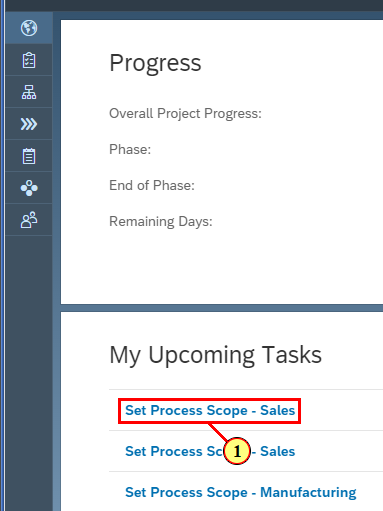 Progress
Overall Project Progress:
Phase:
End of Phase:
Remaining Days:
My Upcoming Tasks
Set Process Scope - Sales
1
Set Process Sc - Sales
Set Process Scope - Manufacturing